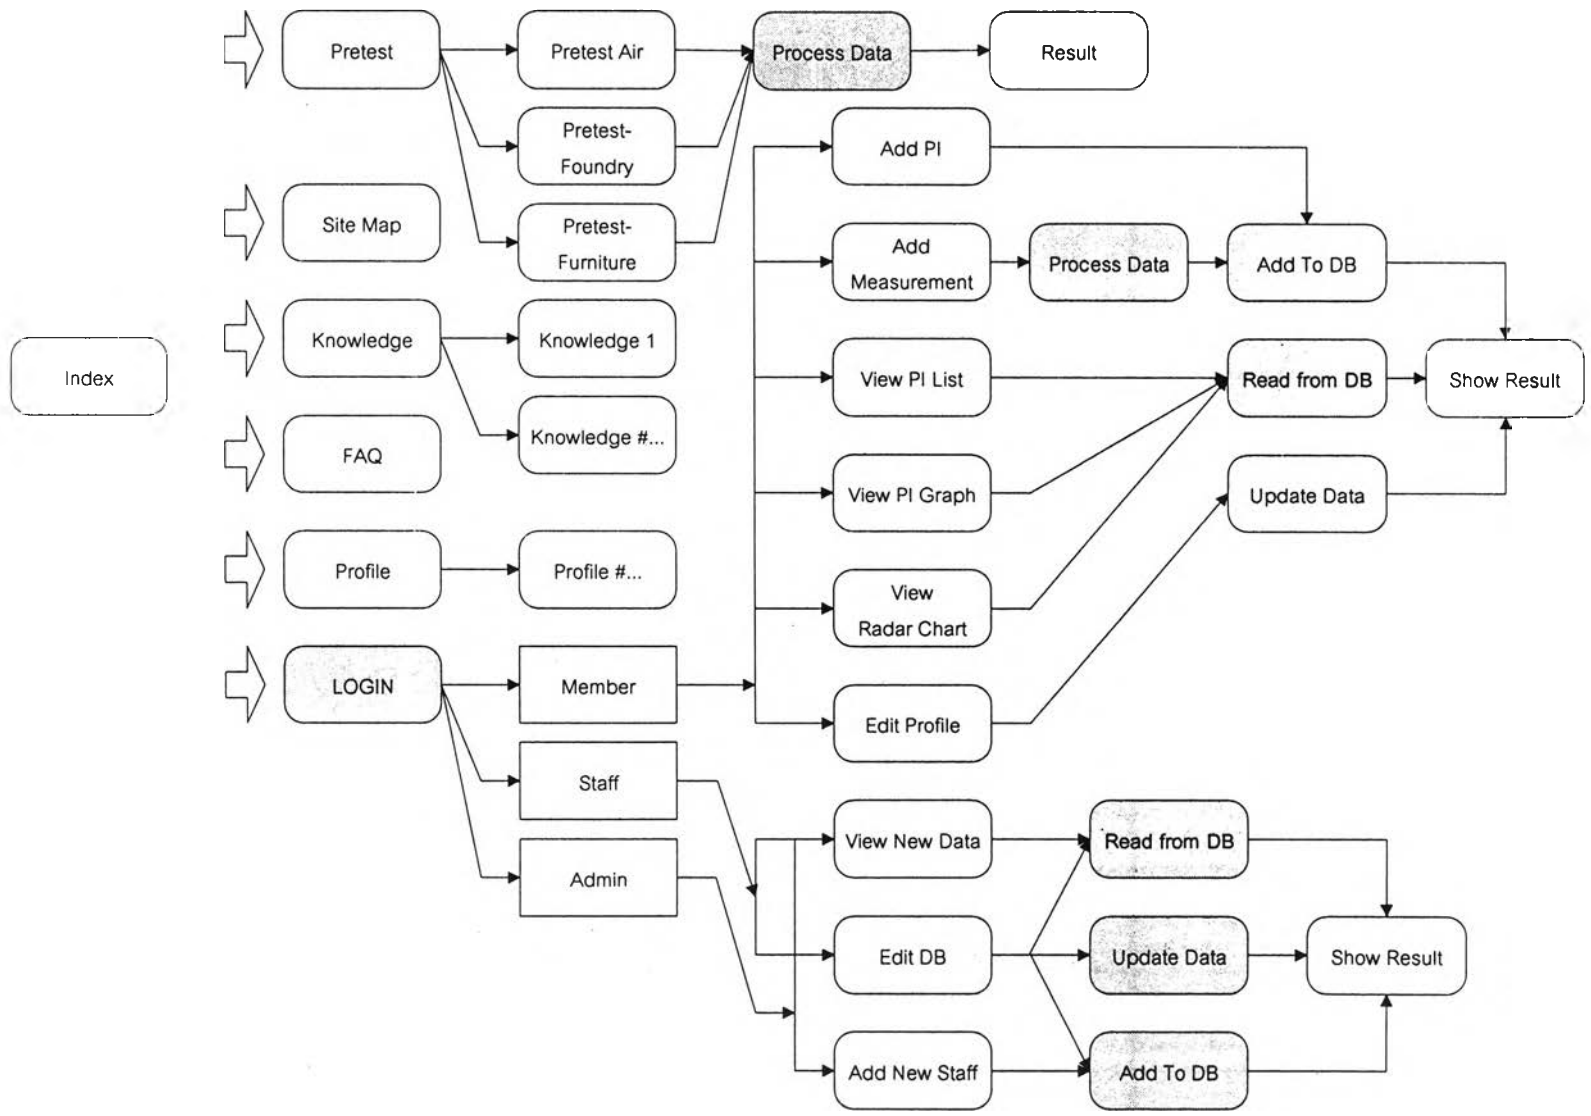 Pretest
Pretest Air
Process Data
Result
Pretest-
Foundry
Add PI
Site Map
Pretest-
Furniture
Add
Measurement
Process Data
Add To DB
Knowledge
Knowledge 1
Index
View PI List
Read from DB
Show Result
FAQ
Knowledge #...
View PI Graph
Update Data
Profile
Profile #...
View
Radar Chart
LOGIN
Member
Edit Profile
Staff
View New Data
Read from DB
Admin
Edit DB
Update Data
Show Result
Add New Staff
Add To DB